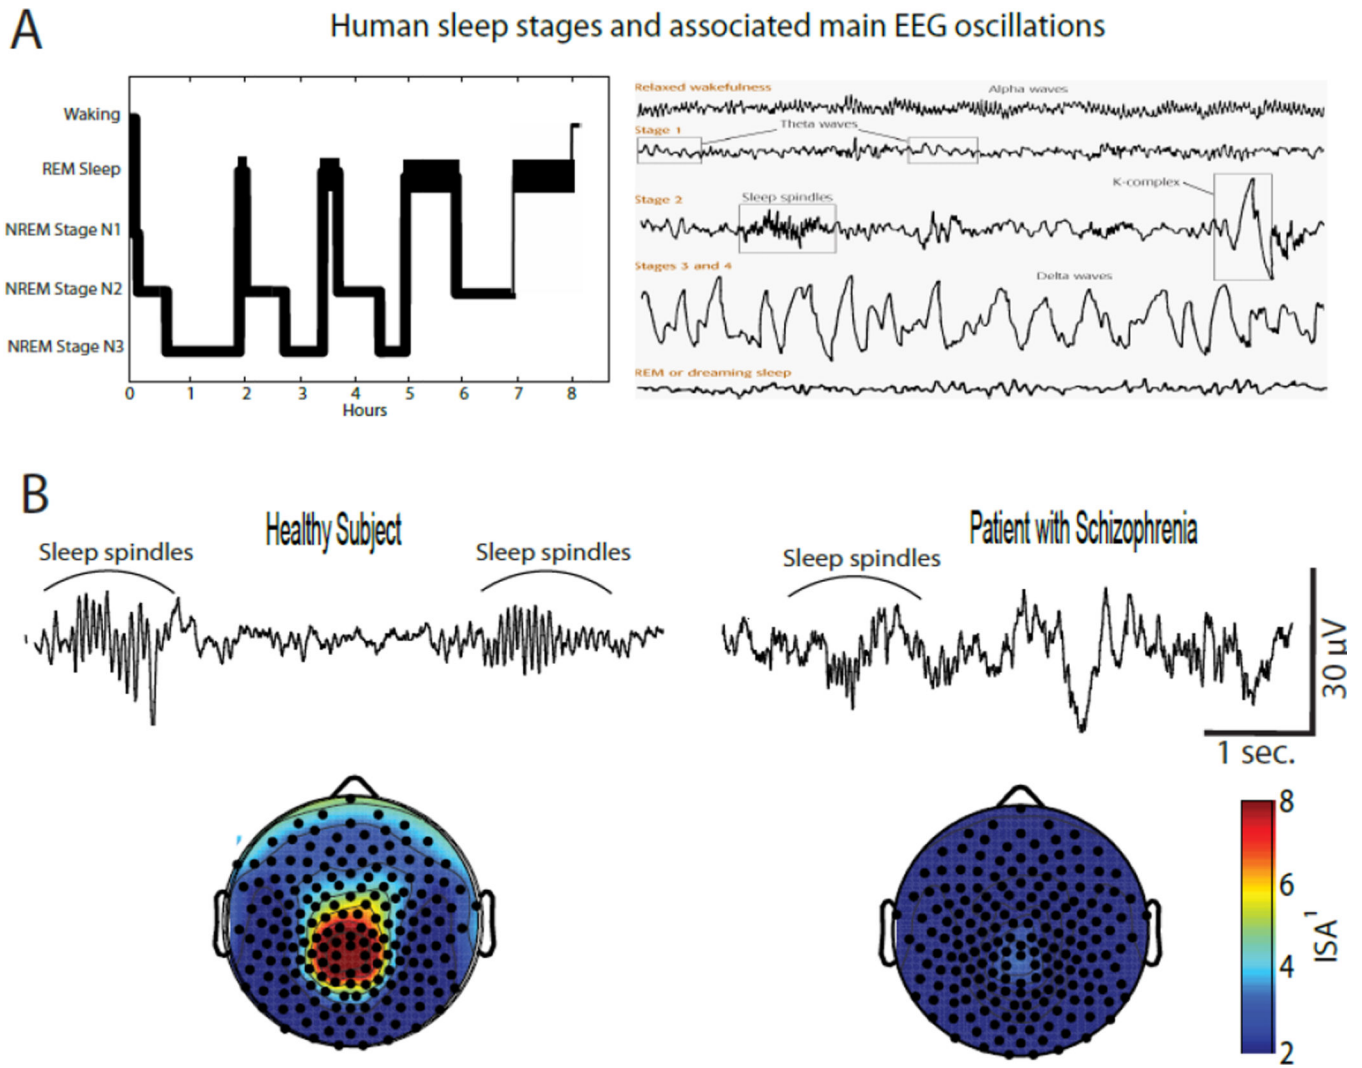 A
Human sleep stages and associated main EEG oscillations
Waking
REM Sleep
NREM Stage N1
NREM Stage N2
NREM Stage N3
0 1 2 3 4 5 6 7 8
Hours
Relaxed wakefulness
Alpha waves
Stage 1
Theta waves
Stage 2
Sleep spindles
K-complex
Stages 3 and 4
Delta waves
REM or dreaming sleep
B
Healthy Subject
Sleep spindles
Sleep spindles
Patient with Schizophrenia
Sleep spindles
30 µV
1 sec.
8
6
4
2
ISA¹